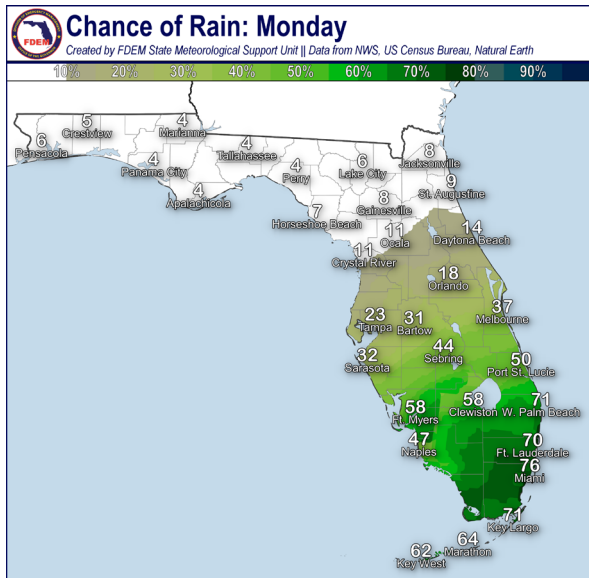 Chance of Rain: Monday
Created by FDEM State Meteorological Support Unit || Data from NWS, US Census Bureau, Natural Earth
10% 20% 30% 40% 50% 60% 70% 80% 90%
5
Crestview
4
Marianna
6
Pensacola
4
Tallahassee
8
Jacksonville
4
Panama City
4
Perry
6
Lake City
9
St. Augustine
4
Apalachicola
8
Gainesville
7
Horseshoe Beach
11
Ocala
14
Daytona Beach
11
Crystal River
18
Orlando
37
Melbourne
23
Tampa
31
Bartow
32
Sarasota
44
Sebring
50
Port St. Lucie
58
Ft. Myers
58
Clewiston
71
W. Palm Beach
47
Naples
70
Ft. Lauderdale
76
Miami
71
Key Largo
64
Marathon
62
Key West